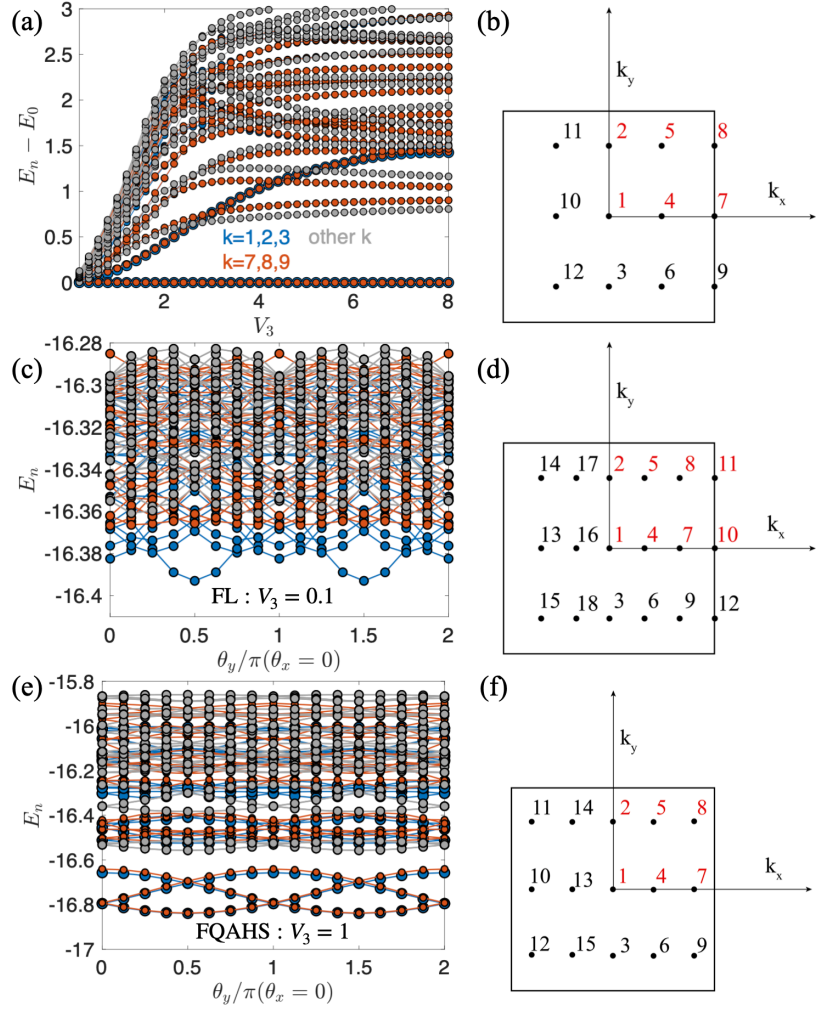 (a)
3
2.5
2
1.5
1
0.5
0
E_n − E_0
k=1,2,3 other k
k=7,8,9
2 4 6 8
V_3
(b)
k_y
11 2 5 8
k_x
10 1 4 7
12 3 6 9
(c)
-16.28
-16.3
-16.32
-16.34
-16.36
-16.38
-16.4
E_n
FL : V_3 = 0.1
0 0.5 1 1.5 2
θ_y/π(θ_x = 0)
(d)
k_y
14 17 2 5 8 11
k_x
13 16 1 4 7 10
15 18 3 6 9 12
(e)
-15.8
-16
-16.2
-16.4
-16.6
-16.8
-17
E_n
FQAHS : V_3 = 1
0 0.5 1 1.5 2
θ_y/π(θ_x = 0)
(f)
k_y
11 14 2 5 8
k_x
10 13 1 4 7
12 15 3 6 9